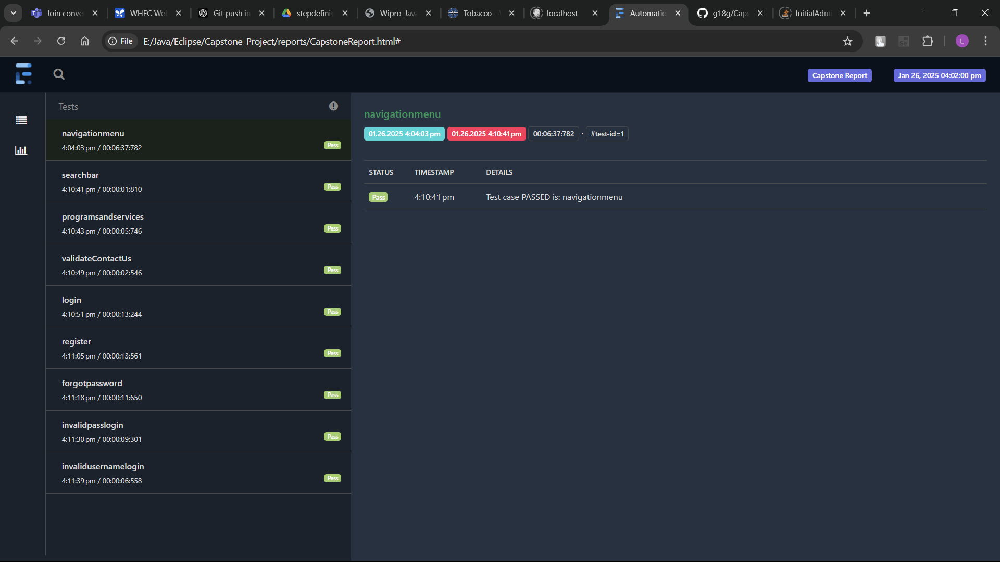 Join conve
WHEC We
Git push in
stepdefinit
Wipro_Java
Tobacco -
localhost
Automatio
g18g/Cap
InitialAdmi
File
E:/Java/Eclipse/Capstone_Project/reports/CapstoneReport.html#
L
Capstone Report
Jan 26, 2025 04:02:00 pm
Tests
navigationmenu
4:04:03 pm / 00:06:37:782
Pass
searchbar
4:10:41 pm / 00:00:01:810
Pass
programsandservices
4:10:43 pm / 00:00:05:746
Pass
validateContactUs
4:10:49 pm / 00:00:02:546
Pass
login
4:10:51 pm / 00:00:13:244
Pass
register
4:11:05 pm / 00:00:13:561
Pass
forgotpassword
4:11:18 pm / 00:00:11:650
Pass
invalidpasslogin
4:11:30 pm / 00:00:09:301
Pass
invalidusernamelogin
4:11:39 pm / 00:00:06:558
Pass
navigationmenu
01.26.2025 4:04:03 pm 01.26.2025 4:10:41 pm 00:06:37:782 · #test-id=1
STATUS TIMESTAMP DETAILS
Pass 4:10:41 pm Test case PASSED is: navigationmenu